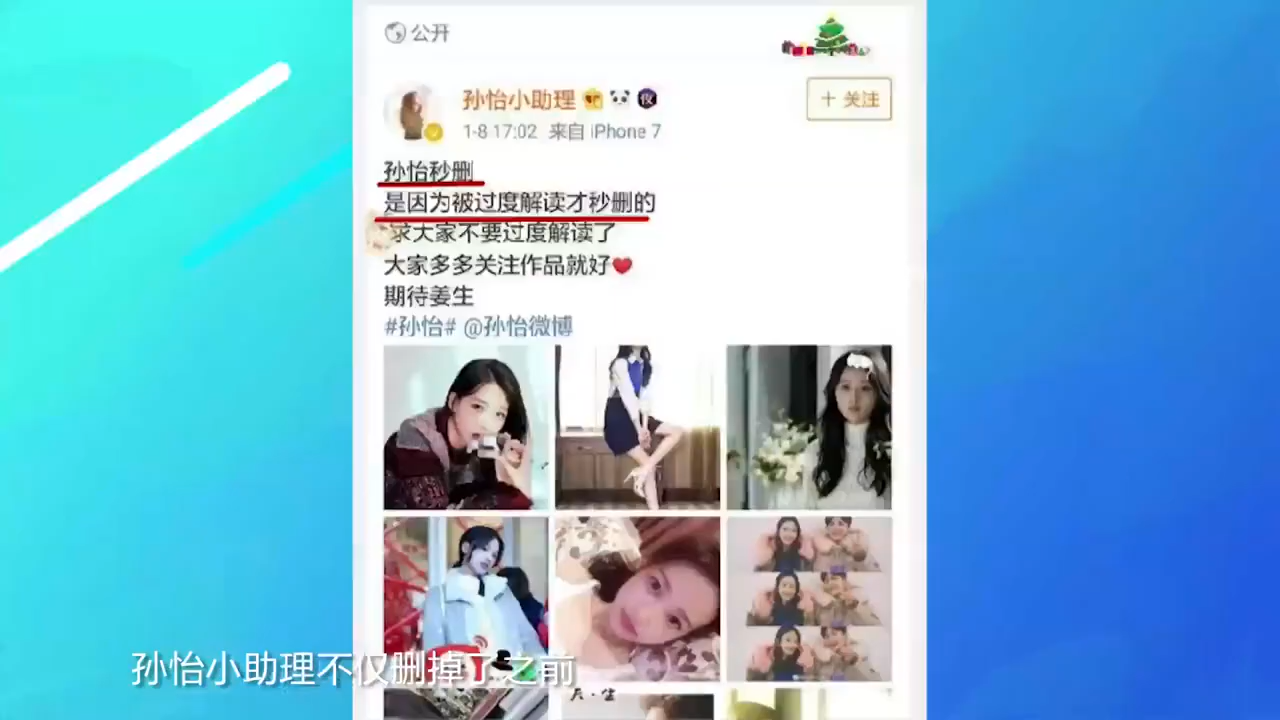 公开
孙怡小助理
夜
+ 关注
1-8 17:02 来自 iPhone 7
孙怡秒删
是因为被过度解读才秒删的
求大家不要过度解读了
大家多多关注作品就好
期待姜生
#孙怡# @孙怡微博
孙怡小助理不仅删掉了之前